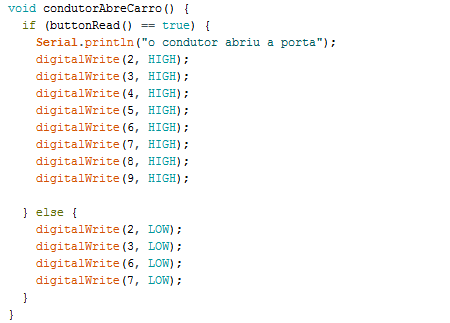 void condutorAbreCarro() {
  if (buttonRead() == true) {
    Serial.println("o condutor abriu a porta");
    digitalWrite(2, HIGH);
    digitalWrite(3, HIGH);
    digitalWrite(4, HIGH);
    digitalWrite(5, HIGH);
    digitalWrite(6, HIGH);
    digitalWrite(7, HIGH);
    digitalWrite(8, HIGH);
    digitalWrite(9, HIGH);

  } else {
    digitalWrite(2, LOW);
    digitalWrite(3, LOW);
    digitalWrite(6, LOW);
    digitalWrite(7, LOW);
  }
}